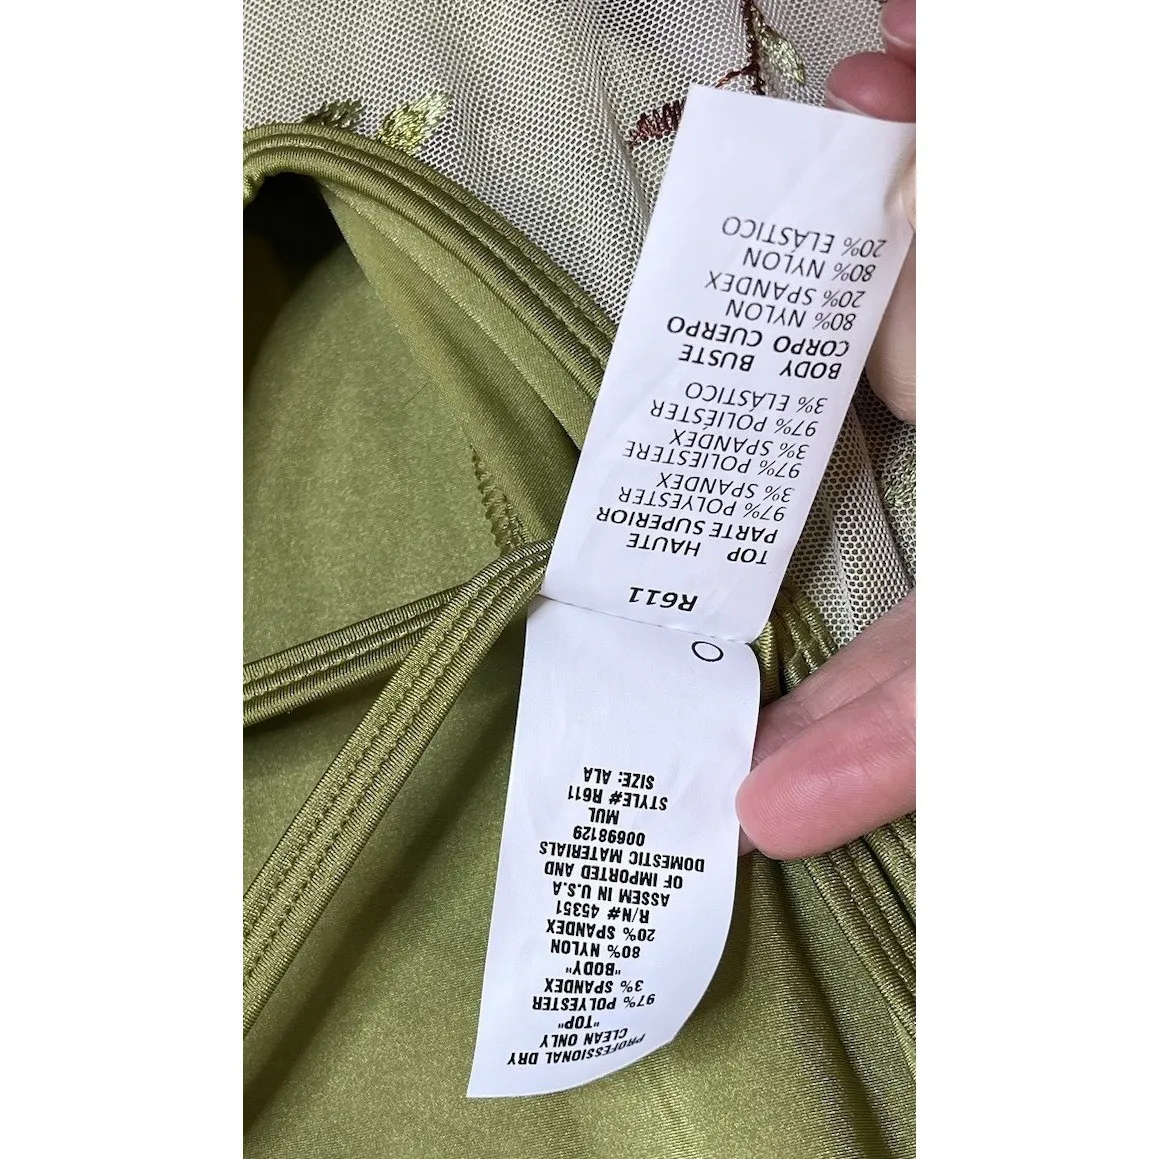 R611
TOP HAUTE
PARTE SUPERIOR
97% POLYESTER
3% SPANDEX
97% POLIESTERE
3% SPANDEX
97% POLIÉSTER
3% ELÁSTICO
BODY BUSTE
CORPO CUERPO
80% NYLON
20% SPANDEX
80% NYLON
20% ELÁSTICO
PROFESSIONAL DRY
CLEAN ONLY
"TOP"
97% POLYESTER
3% SPANDEX
"BODY"
80% NYLON
20% SPANDEX
R/N# 45351
ASSEM IN U.S.A
OF IMPORTED AND
DOMESTIC MATERIALS
00698129
MUL
STYLE# R611
SIZE: ALA